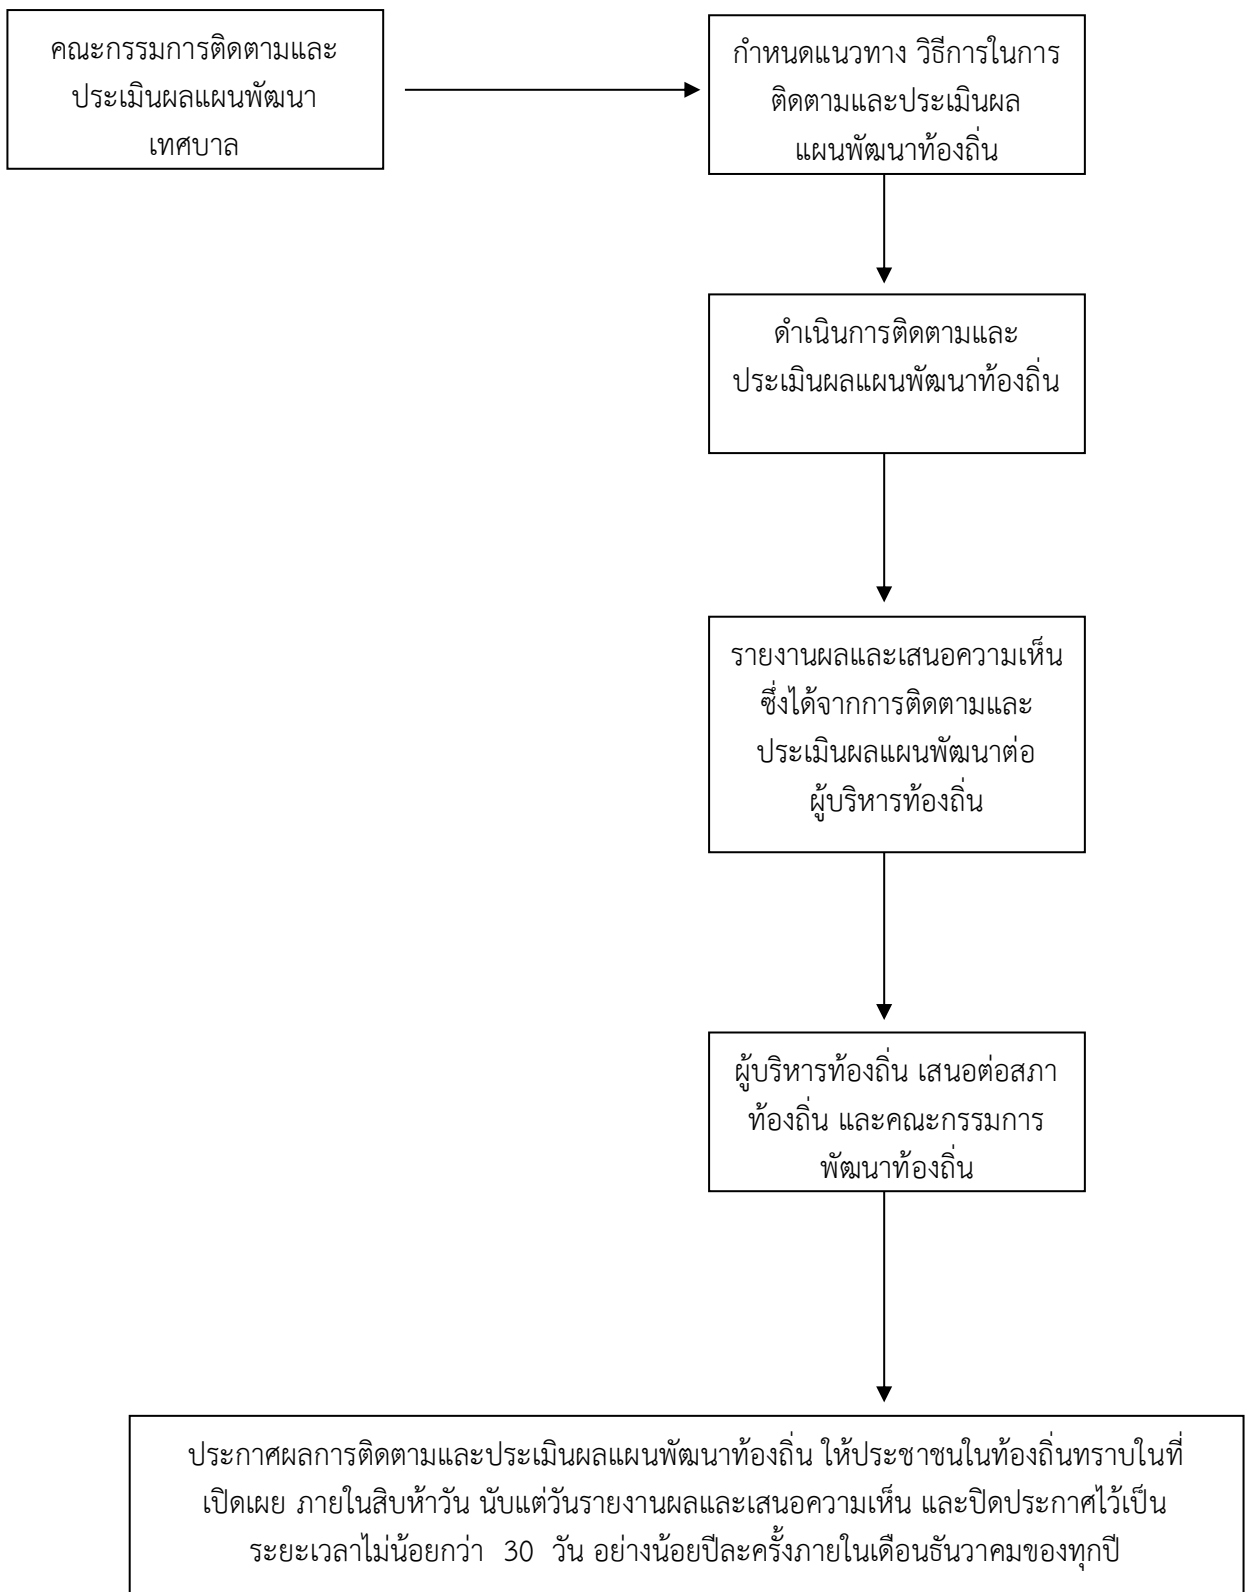 คณะกรรมการติดตามและ
ประเมินผลแผนพัฒนา
เทศบาล
กำหนดแนวทาง วิธีการในการ
ติดตามและประเมินผล
แผนพัฒนาท้องถิ่น
ดำเนินการติดตามและ
ประเมินผลแผนพัฒนาท้องถิ่น
รายงานผลและเสนอความเห็น
ซึ่งได้จากการติดตามและ
ประเมินผลแผนพัฒนาต่อ
ผู้บริหารท้องถิ่น
ผู้บริหารท้องถิ่น เสนอต่อสภา
ท้องถิ่น และคณะกรรมการ
พัฒนาท้องถิ่น
ประกาศผลการติดตามและประเมินผลแผนพัฒนาท้องถิ่น ให้ประชาชนในท้องถิ่นทราบในที่
เปิดเผย ภายในสิบห้าวัน นับแต่วันรายงานผลและเสนอความเห็น และปิดประกาศไว้เป็น
ระยะเวลาไม่น้อยกว่า 30 วัน อย่างน้อยปีละครั้งภายในเดือนธันวาคมของทุกปี